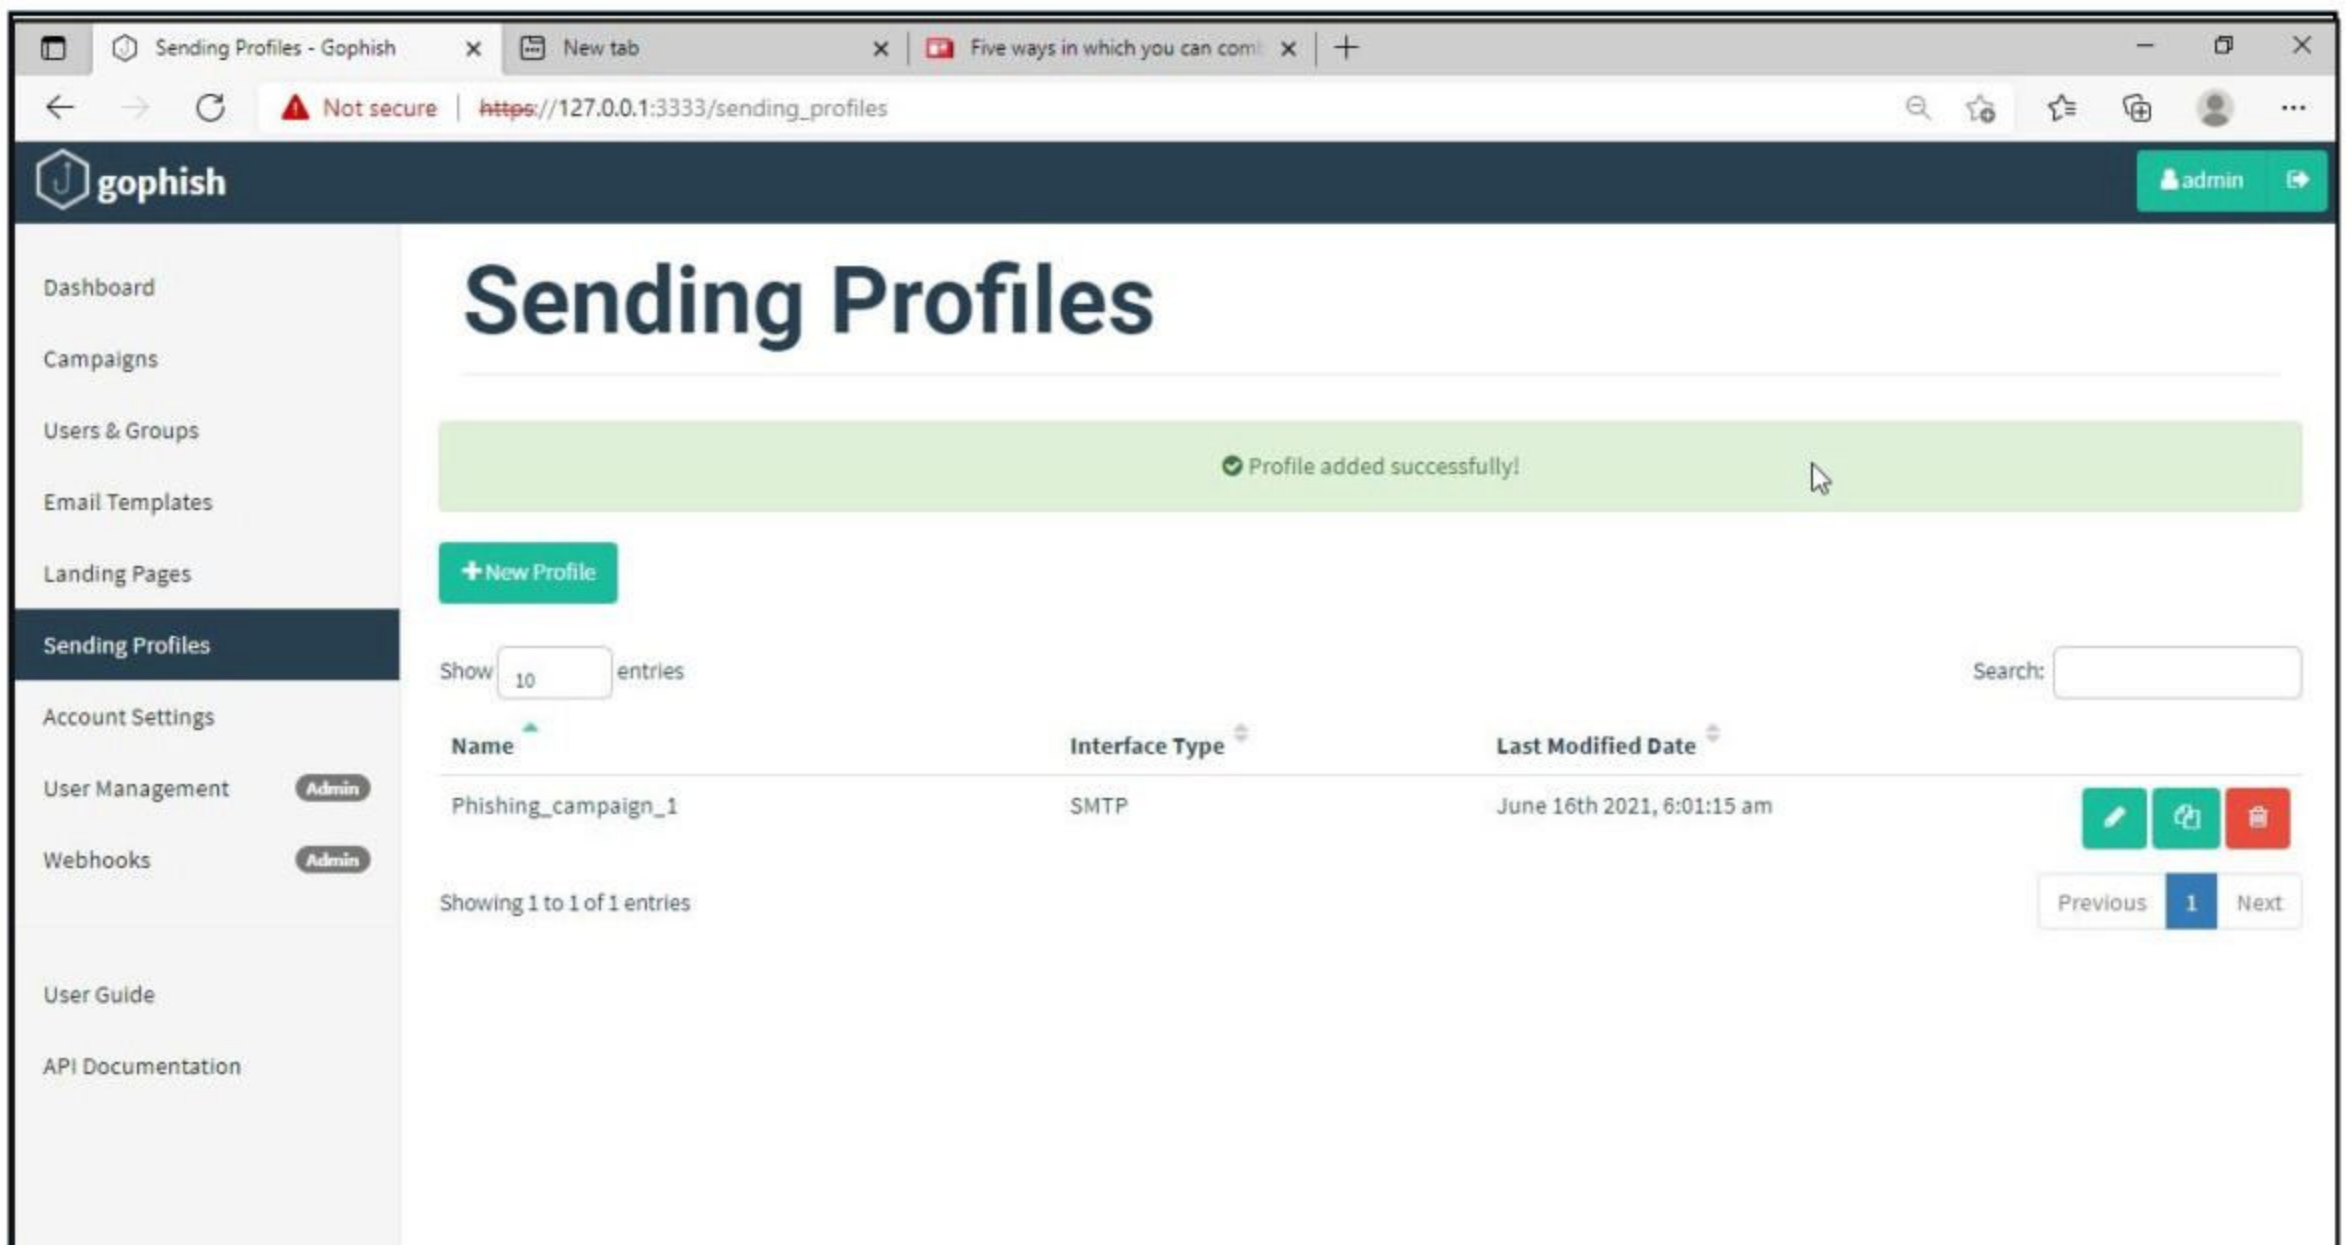 Sending Profiles - Gophish
New tab
Five ways in which you can com
Not secure
https://127.0.0.1:3333/sending_profiles
gophish
admin
Dashboard
Campaigns
Users & Groups
Email Templates
Landing Pages
Sending Profiles
Account Settings
User Management Admin
Webhooks Admin
User Guide
API Documentation
Sending Profiles
Profile added successfully!
New Profile
Show 10 entries
Search:
Name Interface Type Last Modified Date
Phishing_campaign_1 SMTP June 16th 2021, 6:01:15 am
Showing 1 to 1 of 1 entries
Previous 1 Next